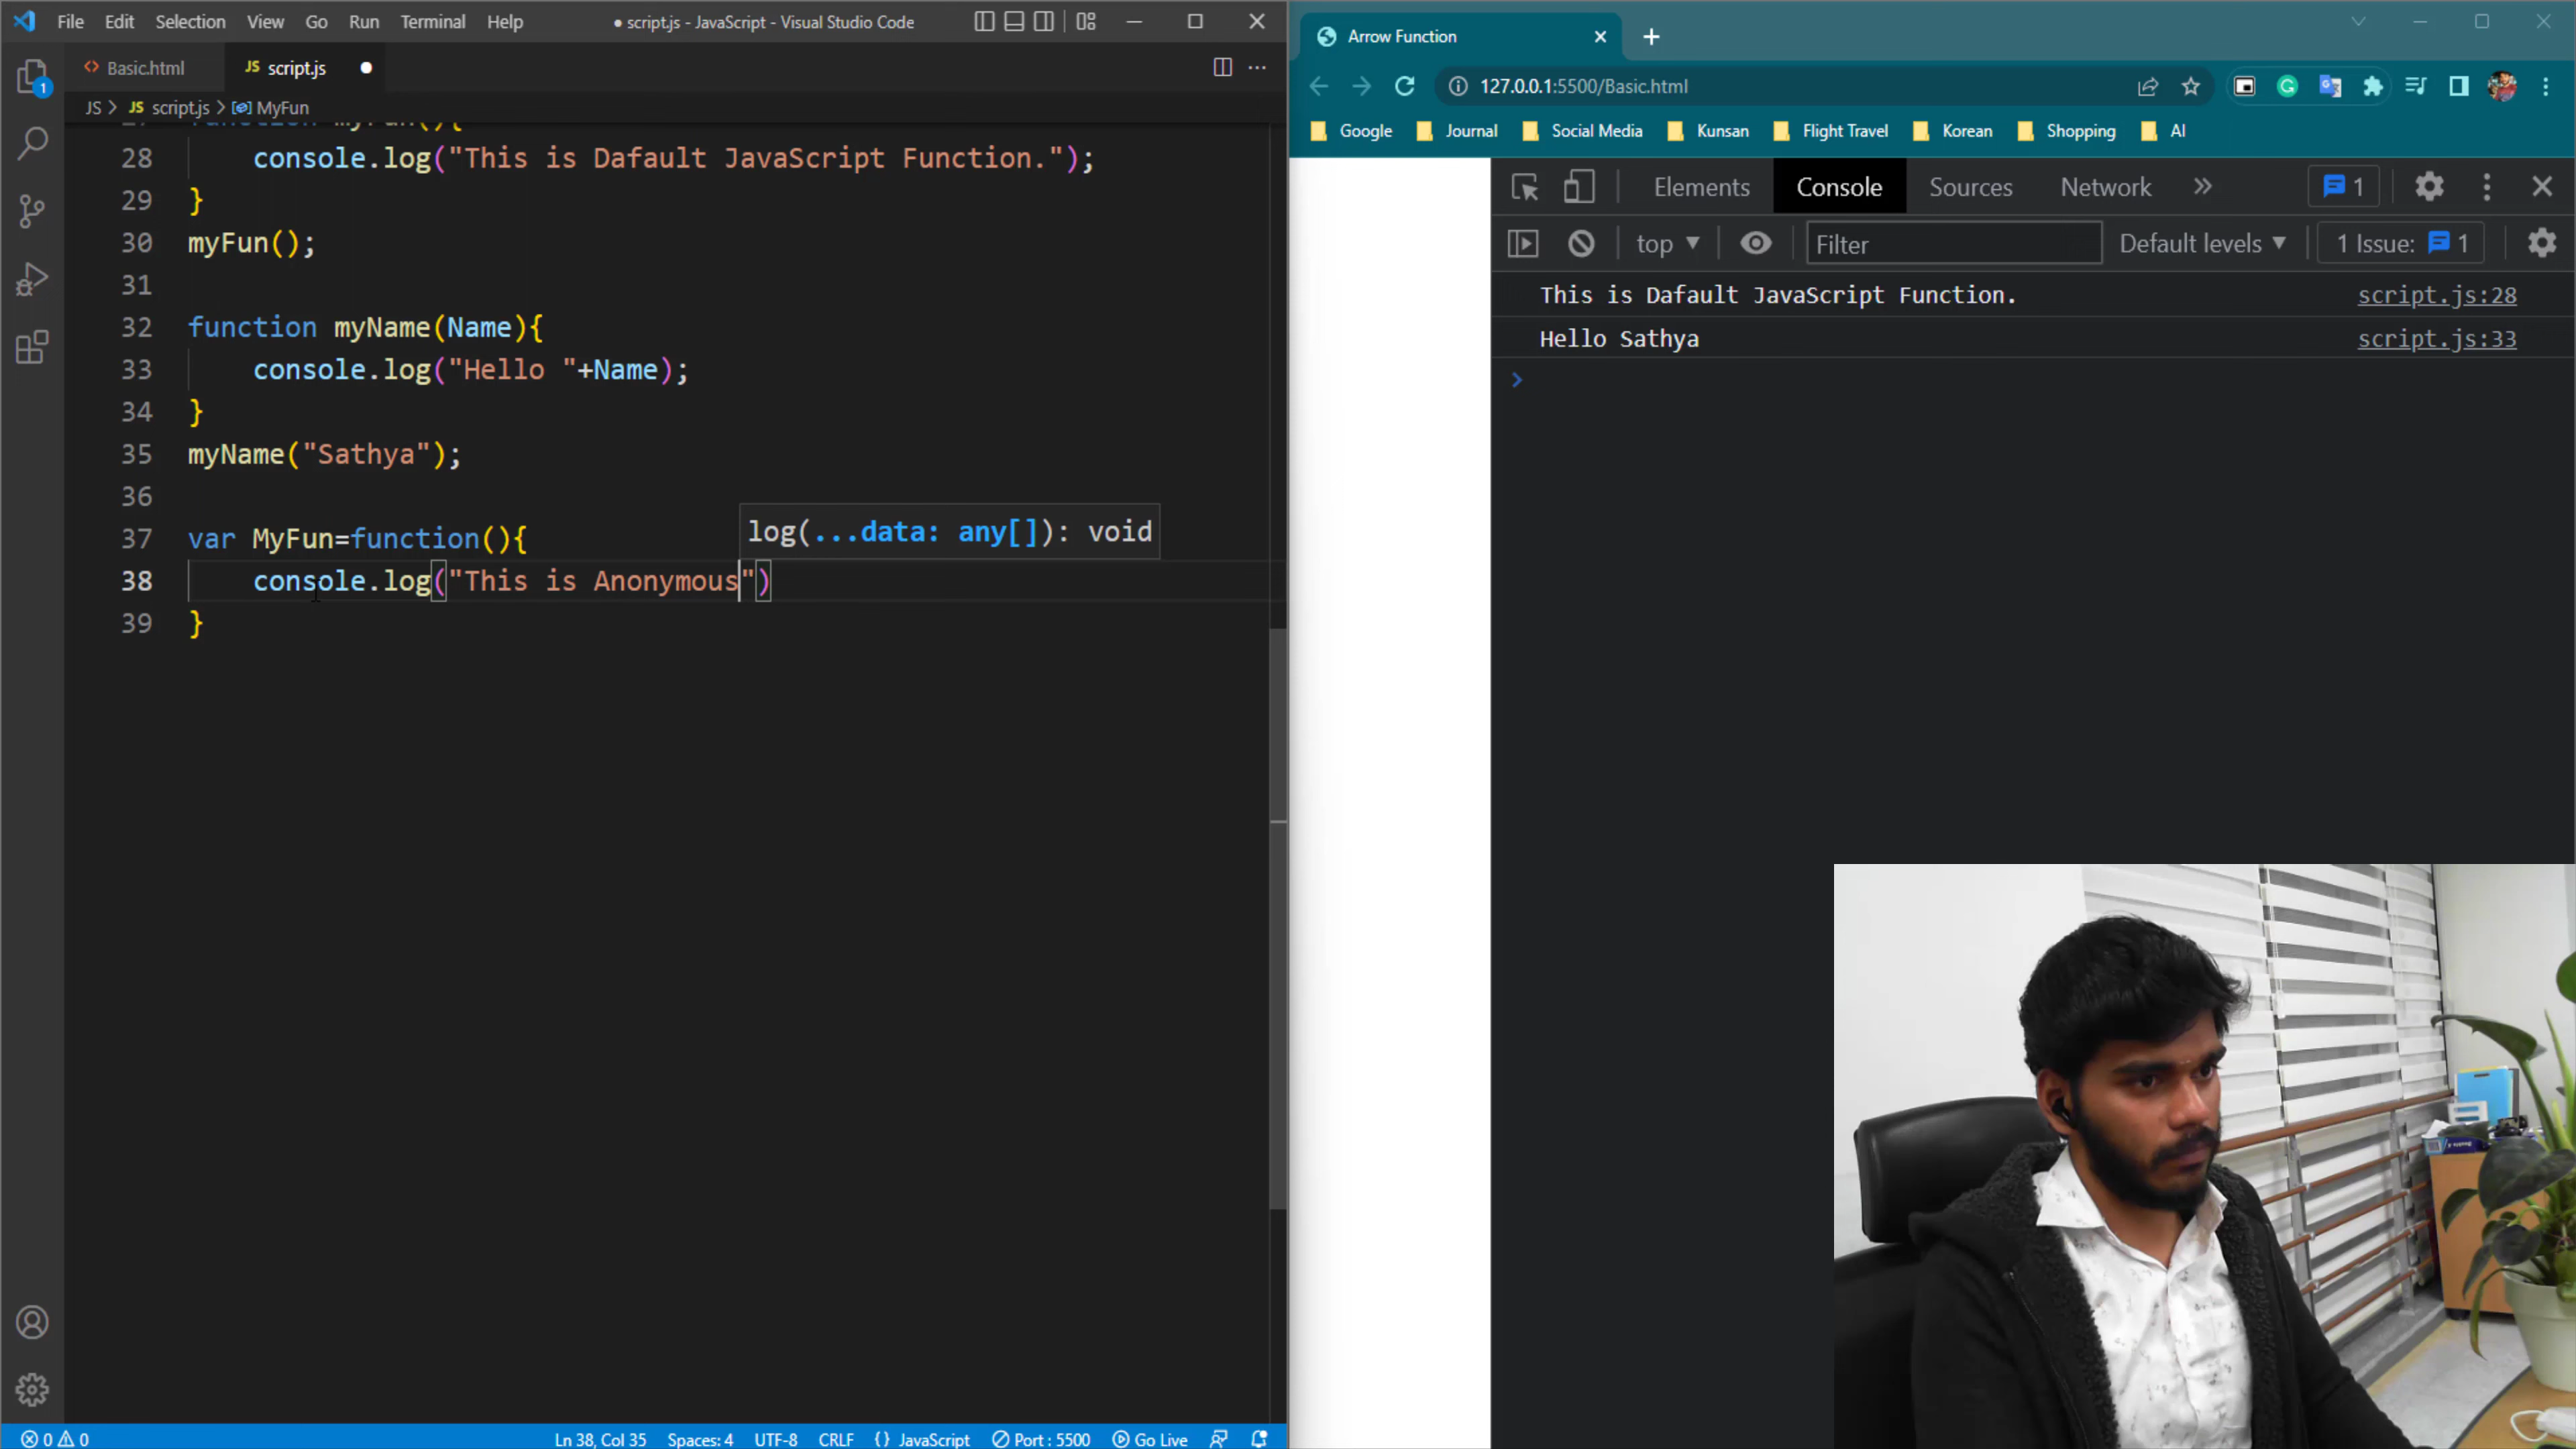 File Edit Selection View Go Run Terminal Help ● script.js - JavaScript - Visual Studio Code
<> Basic.html JS script.js ●
JS > JS script.js > MyFun
27 function myFun(){
28 console.log("This is Dafault JavaScript Function.");
29 }
30 myFun();
31
32 function myName(Name){
33 console.log("Hello "+Name);
34 }
35 myName("Sathya");
36
log(...data: any[]): void
37 var MyFun=function(){
38 console.log("This is Anonymous")
39 }
1
0 0 Ln 38, Col 35 Spaces: 4 UTF-8 CRLF {} JavaScript Port : 5500 Go Live
Arrow Function
127.0.0.1:5500/Basic.html
Google Journal Social Media Kunsan Flight Travel Korean Shopping AI
Elements Console Sources Network >> 1
top ▼ Filter Default levels ▼ 1 Issue: 1
This is Dafault JavaScript Function. script.js:28
Hello Sathya script.js:33
>